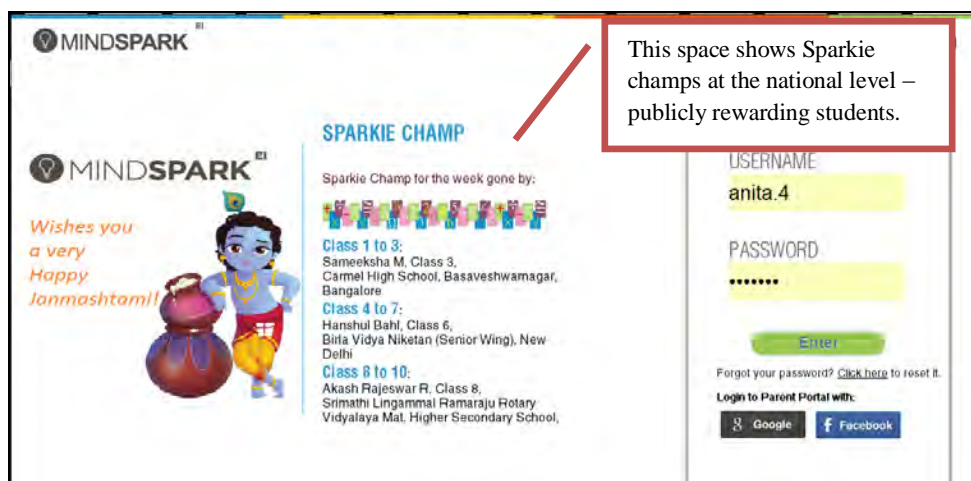 MINDSPARK EI
This space shows Sparkie
champs at the national level –
publicly rewarding students.
MINDSPARK EI
Wishes you
a very
Happy
Janmashtami!
SPARKIE CHAMP
Sparkie Champ for the week gone by:
Class 1 to 3:
Sameeksha M, Class 3,
Carmel High School, Basaveshwarnagar,
Bangalore
Class 4 to 7:
Hanshul Bahl, Class 6,
Birla Vidya Niketan (Senior Wing), New
Delhi
Class 8 to 10:
Akash Rajeswar R, Class 8,
Srimathi Lingammal Ramaraju Rotary
Vidyalaya Mat. Higher Secondary School,
USERNAME
anita.4
PASSWORD
•••••••
Enter
Forgot your password? Click here to reset it.
Login to Parent Portal with:
g Google
f Facebook